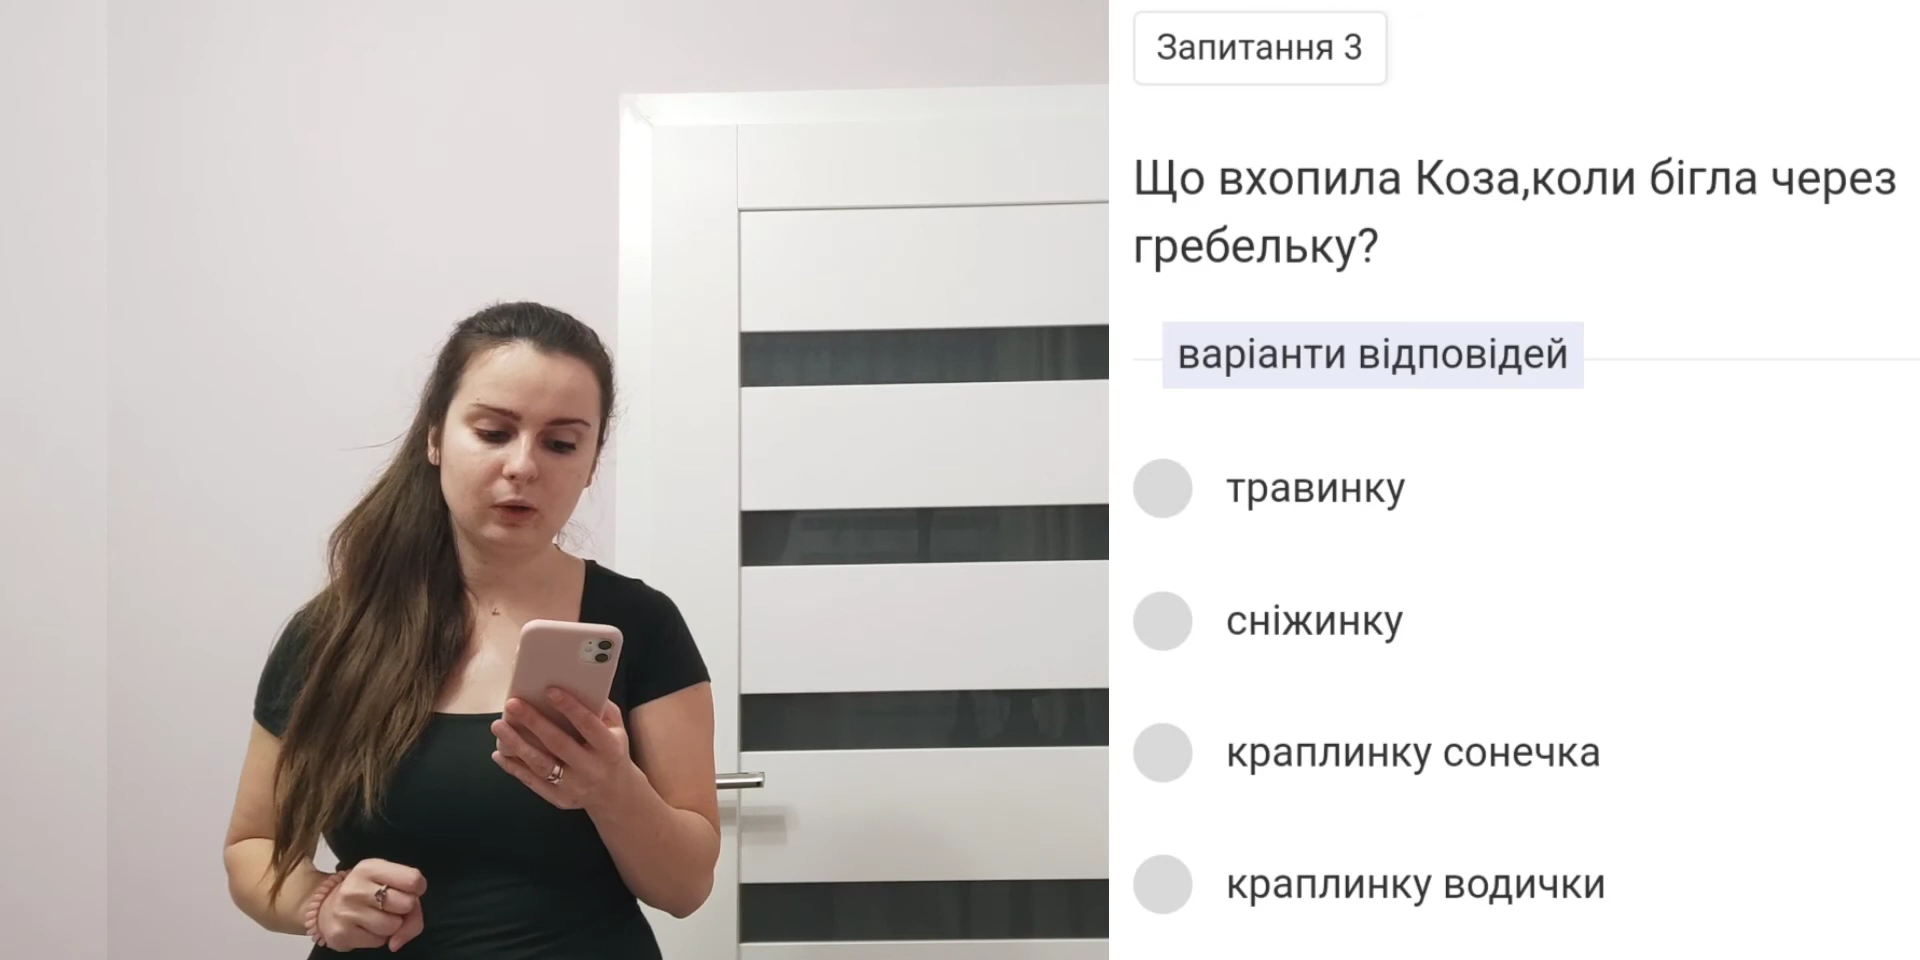 Запитання 3
Що вхопила Коза,коли бігла через
гребельку?
варіанти відповідей
травинку
сніжинку
краплинку сонечка
краплинку водички